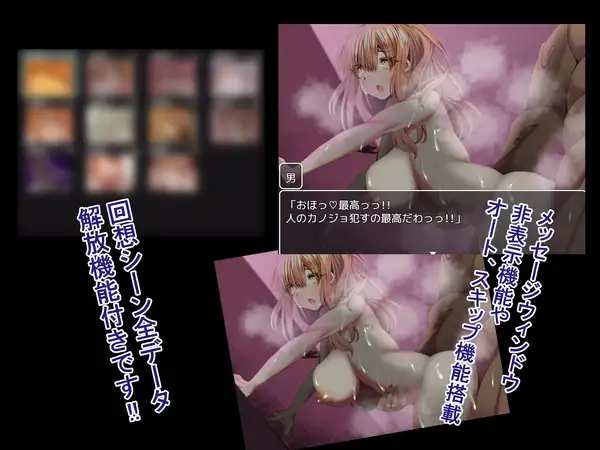 男
「おほっ♡最高っっ!!
人のカノジョ犯すの最高だわっっ!!」
メッセージウィンドウ
非表示機能や
オート、スキップ機能搭載
回想シーン全データ
解放機能付きです!!